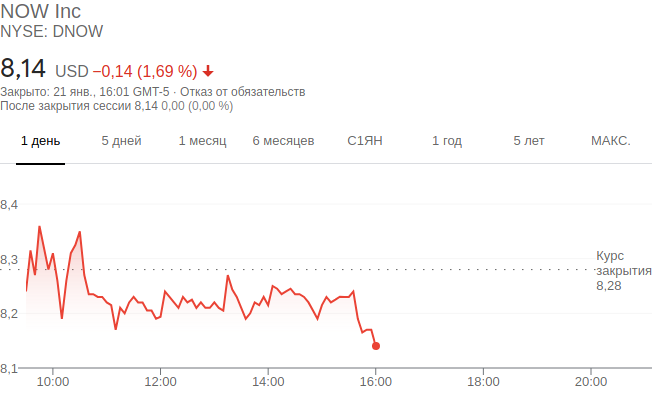 NOW Inc
NYSE: DNOW
8,14 USD −0,14 (1,69 %)
Закрыто: 21 янв., 16:01 GMT-5 · Отказ от обязательств
После закрытия сессии 8,14 0,00 (0,00 %)
1 день 5 дней 1 месяц 6 месяцев С1ЯН 1 год 5 лет МАКС.
8,4
8,3
Курс
закрытия
8,28
8,2
8,1
10:00 12:00 14:00 16:00 18:00 20:00